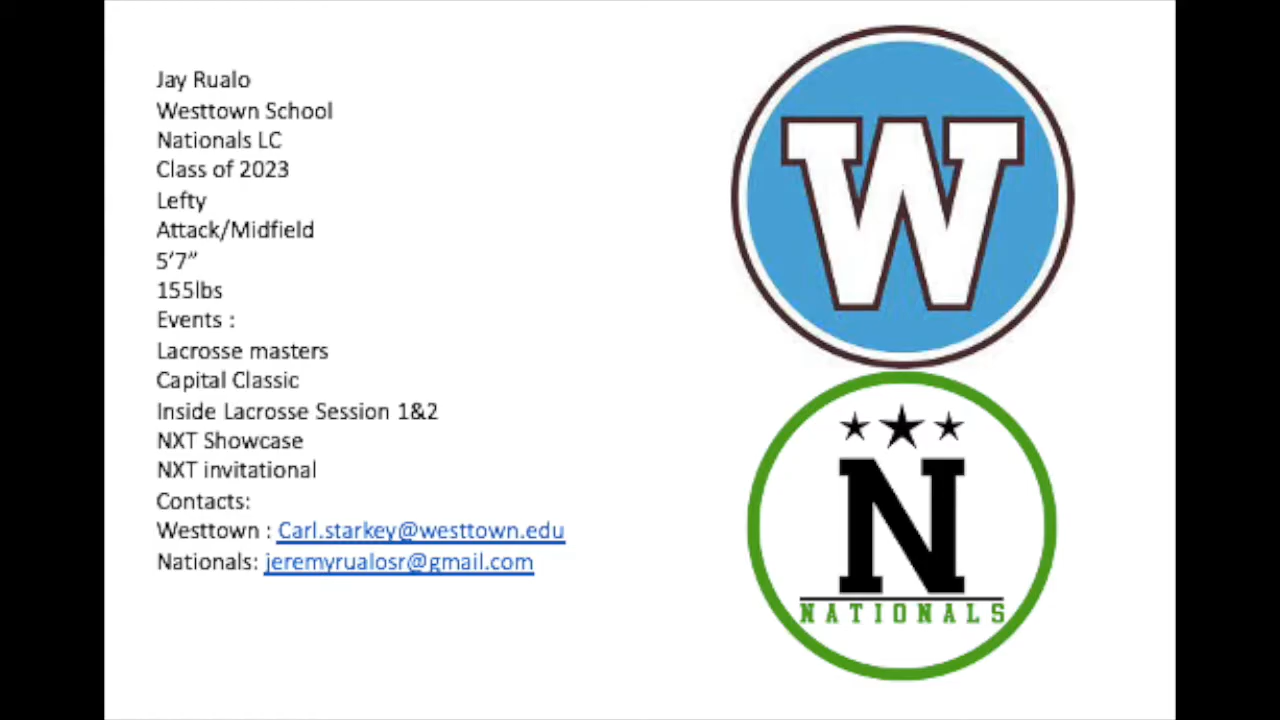 Jay Rualo
Westtown School
Nationals LC
Class of 2023
Lefty
Attack/Midfield
5’7”
155lbs
Events :
Lacrosse masters
Capital Classic
Inside Lacrosse Session 1&2
NXT Showcase
NXT invitational
Contacts:
Westtown : Carl.starkey@westtown.edu
Nationals: jeremyrualosr@gmail.com
W
N
NATIONALS